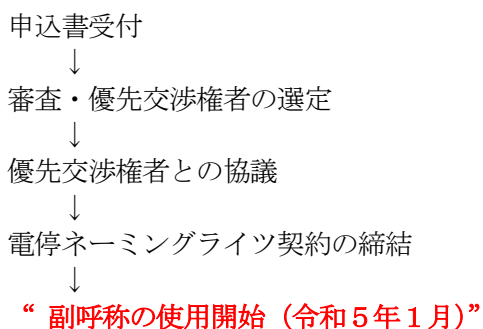 申込書受付
↓
審査・優先交渉権者の選定
↓
優先交渉権者との協議
↓
電停ネーミングライツ契約の締結
↓
“ 副呼称の使用開始（令和５年１月）”